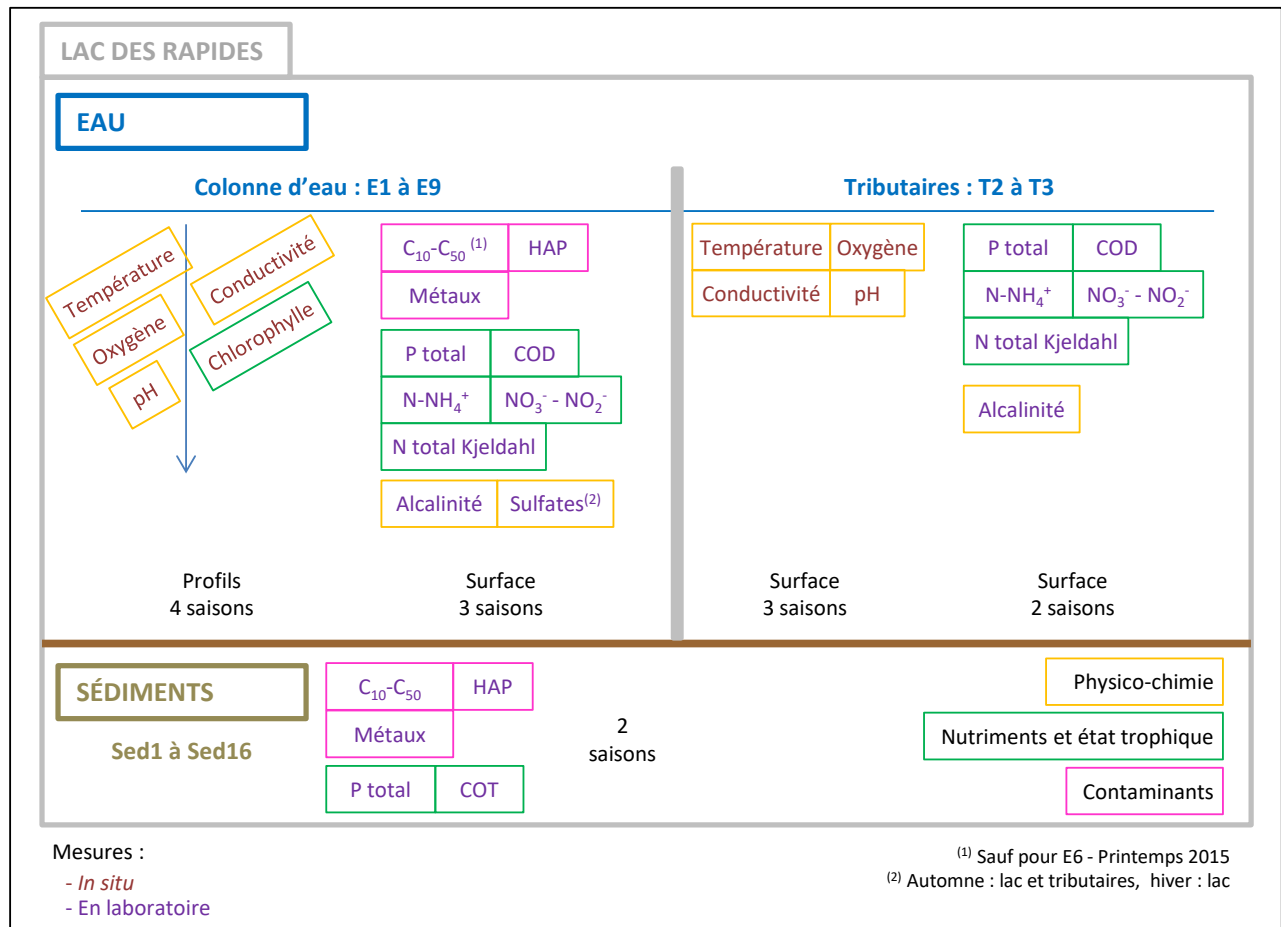 LAC DES RAPIDES
EAU
Colonne d'eau : E1 à E9
Température
Oxygène
pH
Conductivité
Chlorophylle
C₁₀-C₅₀ ⁽¹⁾ HAP
Métaux
P total COD
N-NH₄⁺ NO₃⁻ - NO₂⁻
N total Kjeldahl
Alcalinité Sulfates⁽²⁾
Profils
4 saisons
Surface
3 saisons
Tributaires : T2 à T3
Température Oxygène
Conductivité pH
P total COD
N-NH₄⁺ NO₃⁻ - NO₂⁻
N total Kjeldahl
Alcalinité
Surface
3 saisons
Surface
2 saisons
SÉDIMENTS
Sed1 à Sed16
C₁₀-C₅₀ HAP
Métaux
P total COT
2
saisons
Physico-chimie
Nutriments et état trophique
Contaminants
Mesures :
- In situ
- En laboratoire
⁽¹⁾ Sauf pour E6 - Printemps 2015
⁽²⁾ Automne : lac et tributaires, hiver : lac